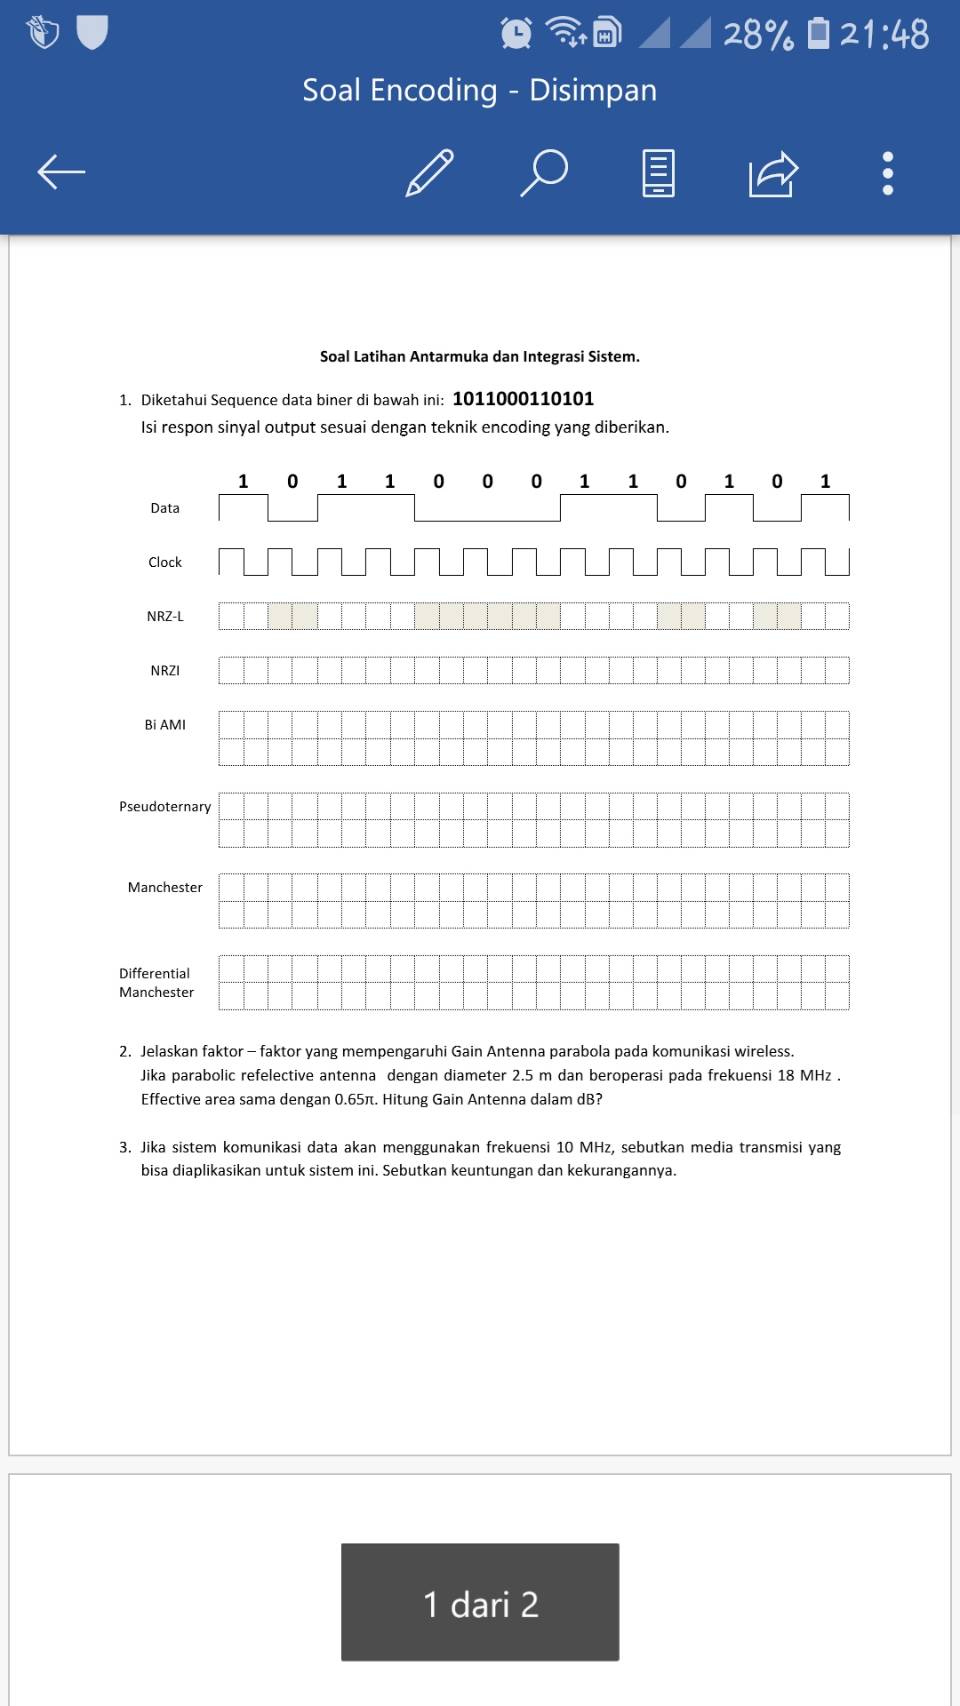 28% 21:48
Soal Encoding - Disimpan
Soal Latihan Antarmuka dan Integrasi Sistem.
1. Diketahui Sequence data biner di bawah ini: 1011000110101
Isi respon sinyal output sesuai dengan teknik encoding yang diberikan.
1 0 1 1 0 0 0 1 1 0 1 0 1
Data
Clock
NRZ-L
NRZI
Bi AMI
Pseudoternary
Manchester
Differential
Manchester
2. Jelaskan faktor – faktor yang mempengaruhi Gain Antenna parabola pada komunikasi wireless.
Jika parabolic refelective antenna dengan diameter 2.5 m dan beroperasi pada frekuensi 18 MHz .
Effective area sama dengan 0.65π. Hitung Gain Antenna dalam dB?
3. Jika sistem komunikasi data akan menggunakan frekuensi 10 MHz, sebutkan media transmisi yang
bisa diaplikasikan untuk sistem ini. Sebutkan keuntungan dan kekurangannya.
1 dari 2